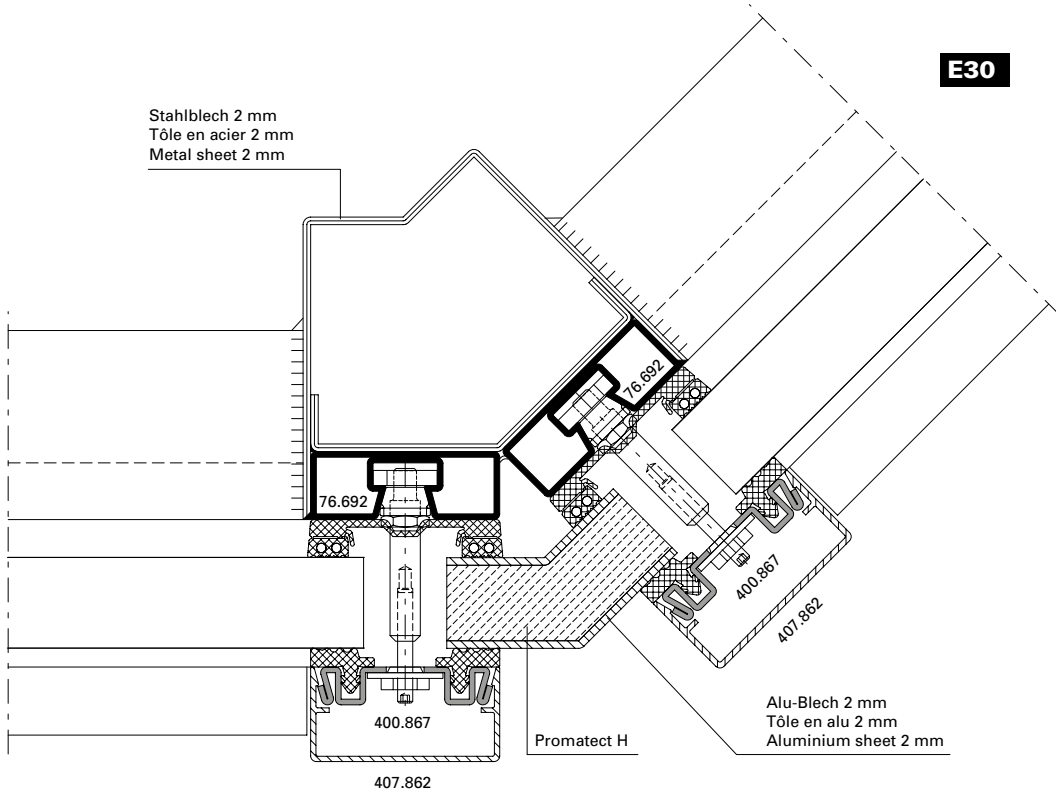 E30
Stahlblech 2 mm
Tôle en acier 2 mm
Metal sheet 2 mm
76.692
76.692
400.867
407.862
400.867
407.862
Promatect H
Alu-Blech 2 mm
Tôle en alu 2 mm
Aluminium sheet 2 mm